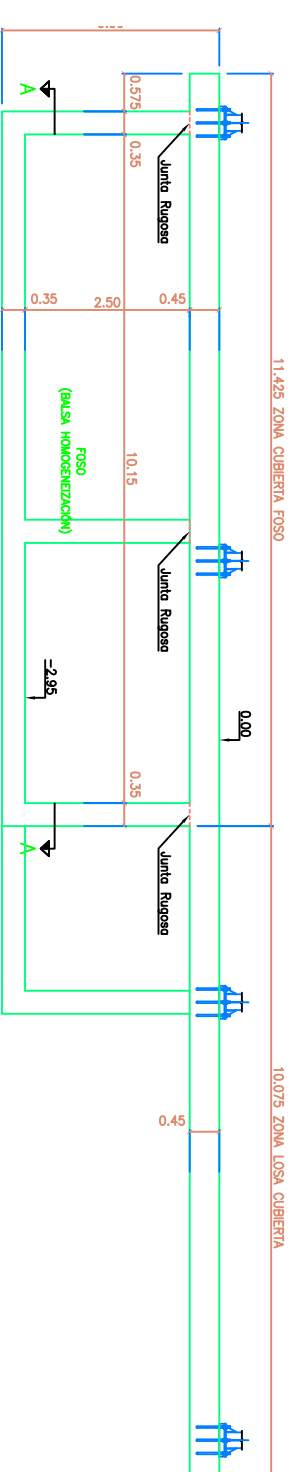 11.425 ZONA CUBIERTA FOSO
10.075 ZONA LOSA CUBIERTA
0.00
Junta Rugosa
Junta Rugosa
Junta Rugosa
0.45
0.45
0.575
0.35
10.15
0.35
2.50
0.35
FOSO
(BALSA HOMOGENEIZACIÓN)
-2.95
A
A